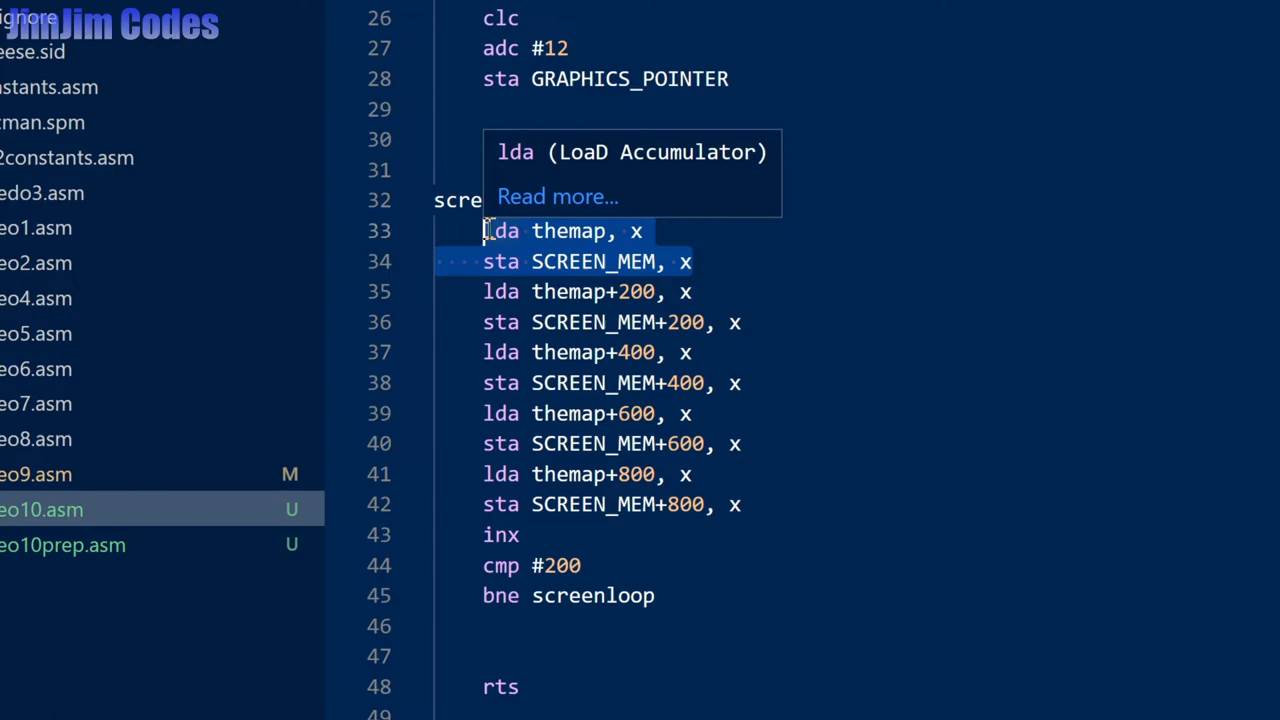 ignore
JimJim Codes
eese.sid
nstants.asm
cman.spm
2constants.asm
edo3.asm
eo1.asm
eo2.asm
eo4.asm
eo5.asm
eo6.asm
eo7.asm
eo8.asm
eo9.asm M
eo10.asm U
eo10prep.asm U
26 clc
27 adc #12
28 sta GRAPHICS_POINTER
29
30
31
lda (LoaD Accumulator)
Read more...
32 scre
33 lda themap, x
34 sta SCREEN_MEM, x
35 lda themap+200, x
36 sta SCREEN_MEM+200, x
37 lda themap+400, x
38 sta SCREEN_MEM+400, x
39 lda themap+600, x
40 sta SCREEN_MEM+600, x
41 lda themap+800, x
42 sta SCREEN_MEM+800, x
43 inx
44 cmp #200
45 bne screenloop
46
47
48 rts
49